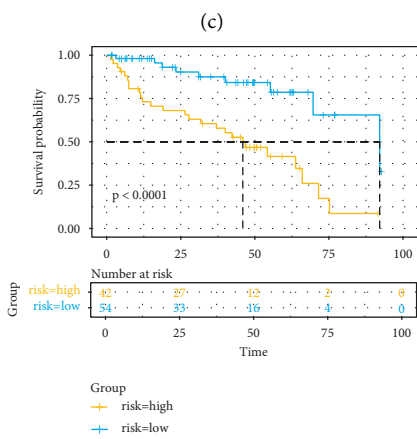 (c)
1.00
0.75
0.50
0.25
0.00
Survival probability
p < 0.0001
0 25 50 75 100
Time
Number at risk
Group
risk=high 42 27 12 2 0
risk=low 54 33 16 4 0
0 25 50 75 100
Time
Group
risk=high
risk=low